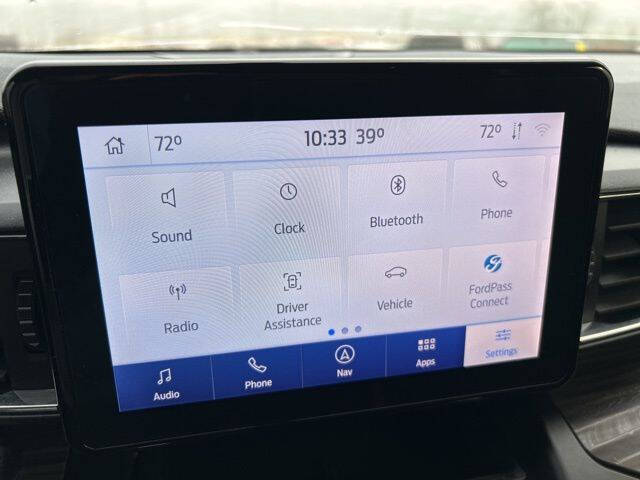 72° 10:33 39° 72°
Sound Clock Bluetooth Phone
Radio Driver Assistance Vehicle FordPass Connect
Audio Phone Nav Apps Settings